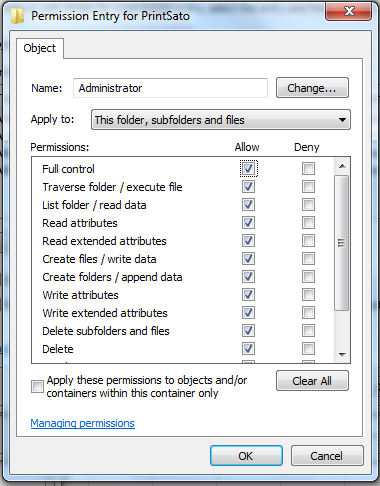 Permission Entry for PrintSato
Object
Name: Administrator Change...
Apply to: This folder, subfolders and files
Permissions: Allow Deny
Full control
Traverse folder / execute file
List folder / read data
Read attributes
Read extended attributes
Create files / write data
Create folders / append data
Write attributes
Write extended attributes
Delete subfolders and files
Delete
Apply these permissions to objects and/or
containers within this container only
Clear All
Managing permissions
OK Cancel